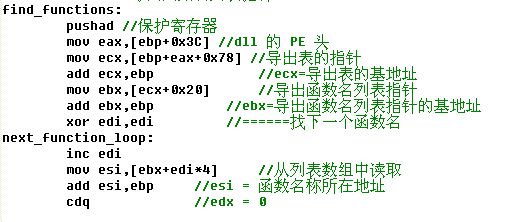 find_functions:
pushad //保护寄存器
mov eax,[ebp+0x3C] //dll 的 PE 头
mov ecx,[ebp+eax+0x78] //导出表的指针
add ecx,ebp //ecx=导出表的基地址
mov ebx,[ecx+0x20] //导出函数名列表指针
add ebx,ebp //ebx=导出函数名列表指针的基地址
xor edi,edi //======找下一个函数名
next_function_loop:
inc edi
mov esi,[ebx+edi*4] //从列表数组中读取
add esi,ebp //esi = 函数名称所在地址
cdq //edx = 0